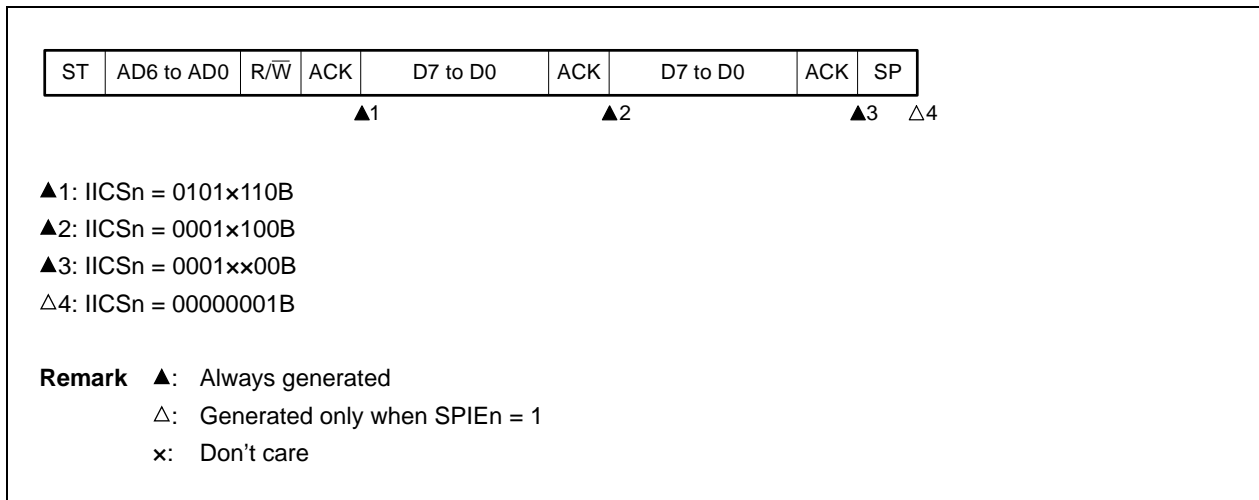 ST AD6 to AD0 R/W̅ ACK D7 to D0 ACK D7 to D0 ACK SP
▲1 ▲2 ▲3 △4
▲1: IICSn = 0101×110B
▲2: IICSn = 0001×100B
▲3: IICSn = 0001××00B
△4: IICSn = 00000001B
Remark ▲: Always generated
△: Generated only when SPIEn = 1
×: Don't care